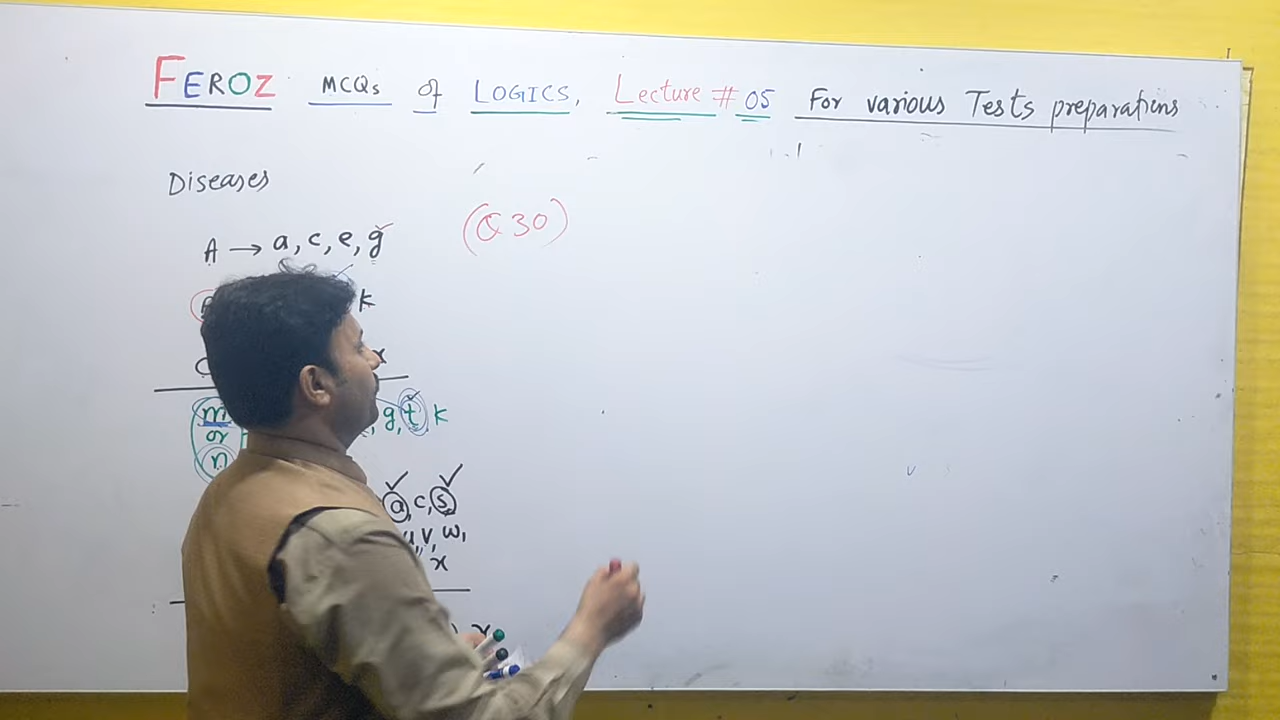 FEROZ MCQs of LOGICS, Lecture # 05 For various Tests preparations
Diseases
(Q 30)
A → a, c, e, g
k
C
m g, t k
or
n
a, c, s
u, v, w,
x